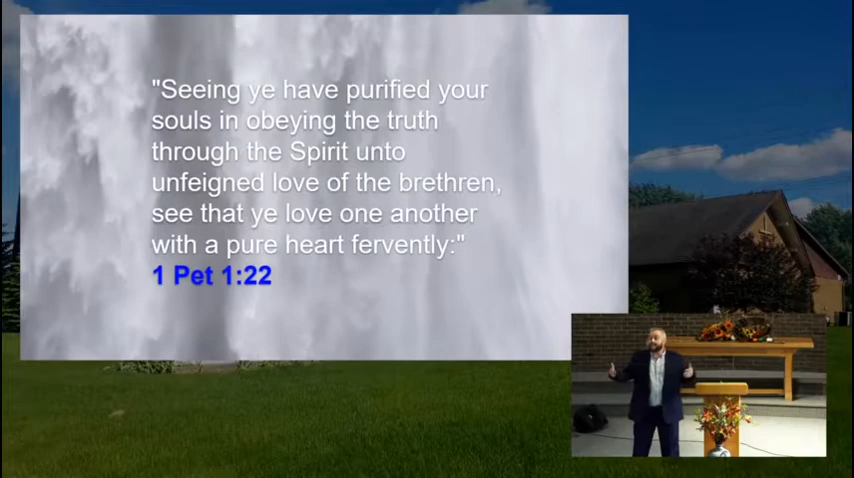 "Seeing ye have purified your
souls in obeying the truth
through the Spirit unto
unfeigned love of the brethren,
see that ye love one another
with a pure heart fervently:"
1 Pet 1:22